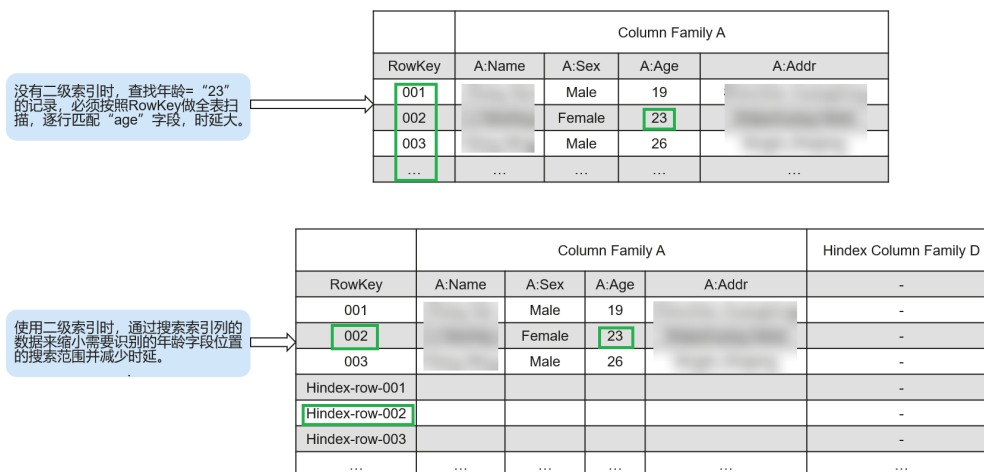 Column Family A
RowKey A:Name A:Sex A:Age A:Addr
001 Male 19
002 Female 23
003 Male 26
… … … … …
没有二级索引时，查找年龄=“23”
的记录，必须按照RowKey做全表扫
描，逐行匹配“age”字段，时延大。
Column Family A Hindex Column Family D
RowKey A:Name A:Sex A:Age A:Addr -
001 Male 19 -
002 Female 23 -
003 Male 26 -
Hindex-row-001 -
Hindex-row-002 -
Hindex-row-003 -
… … … … … …
使用二级索引时，通过搜索索引列的
数据来缩小需要识别的年龄字段位置
的搜索范围并减少时延。
.